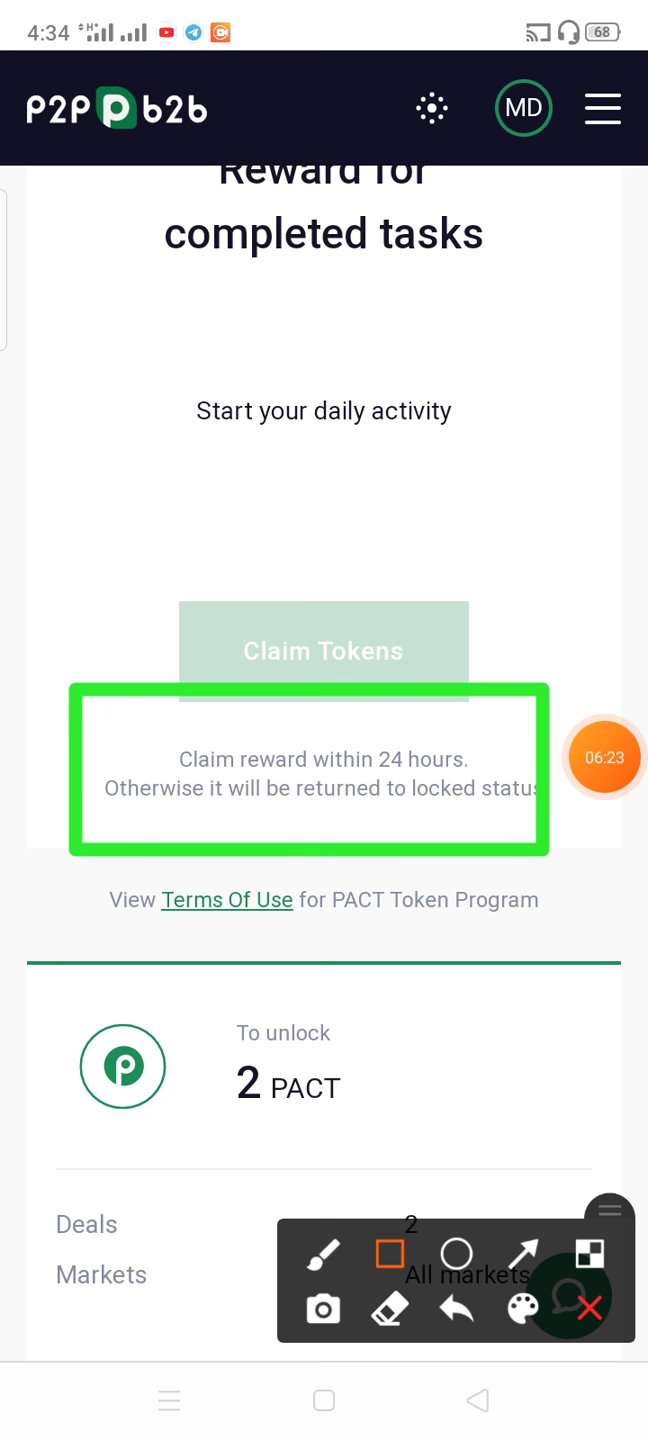 4:34
68
P2P b2b
MD
Reward for
completed tasks
Start your daily activity
Claim Tokens
Claim reward within 24 hours.
Otherwise it will be returned to locked status
06:23
View Terms Of Use for PACT Token Program
To unlock
2 PACT
Deals 2
Markets All markets